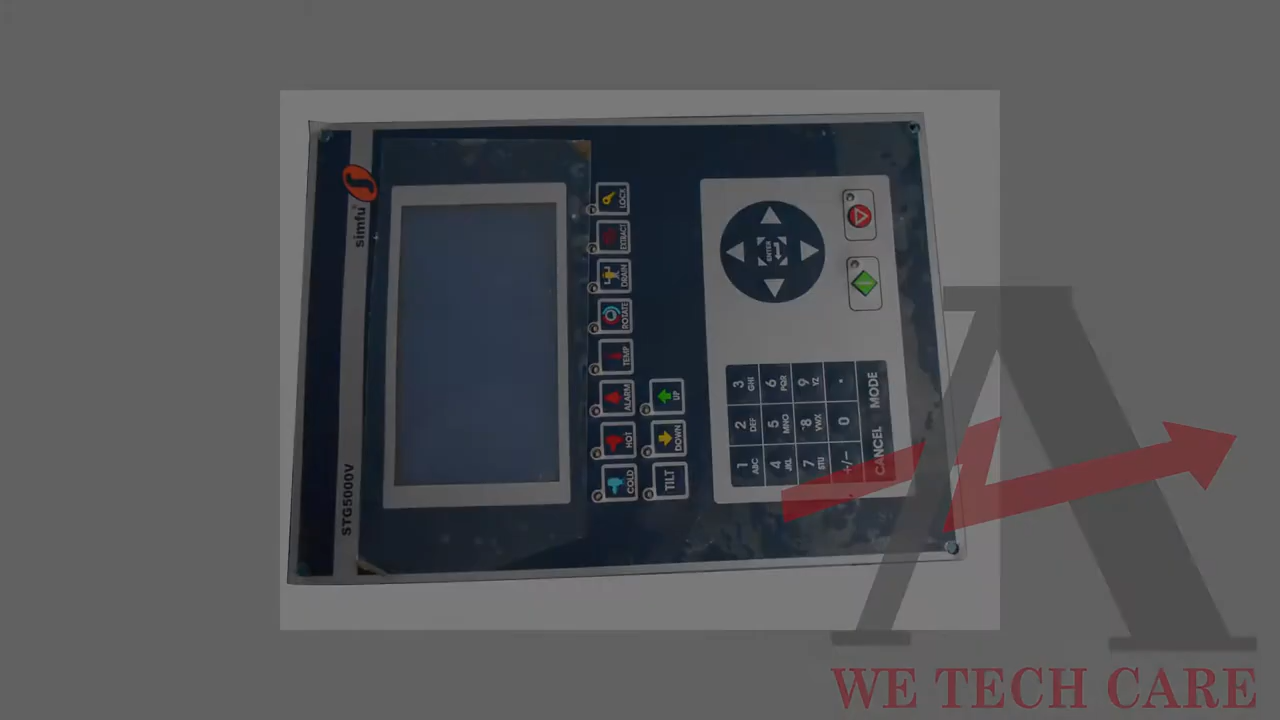 simfu
STG5000V
COLD
HOT
ALARM
TEMP
ROTATE
DRAIN
EXTRACT
LOCK
TILT
DOWN
UP
ENTER
1 2 3
ABC DEF GHI
4 5 6
JKL MNO PQR
7 8 9
STU YWX YZ
+/- 0 .
CANCEL MODE
WE TECH CARE